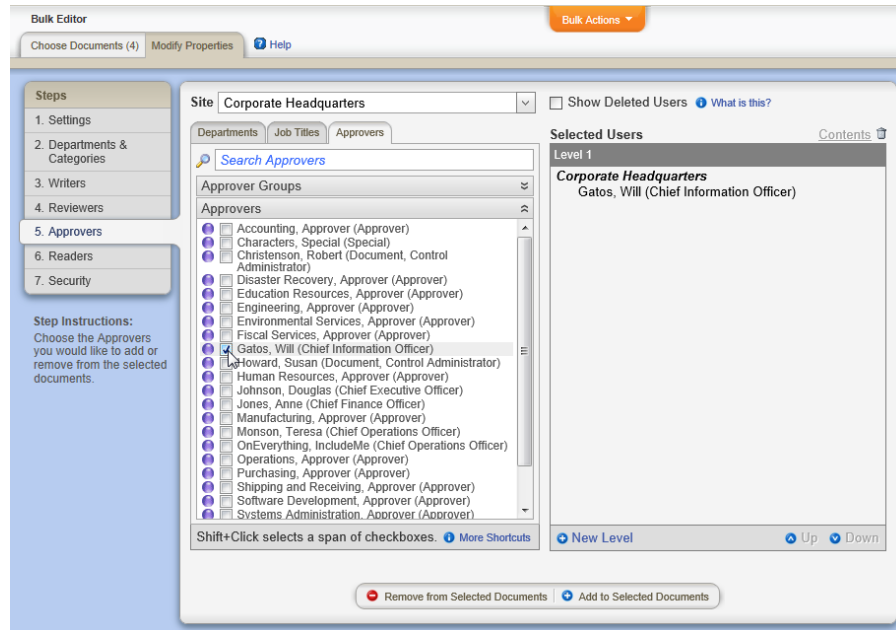 Bulk Editor
Bulk Actions
Choose Documents (4)
Modify Properties
Help
Steps
1. Settings
2. Departments &
Categories
3. Writers
4. Reviewers
5. Approvers
6. Readers
7. Security
Step Instructions:
Choose the Approvers
you would like to add or
remove from the selected
documents.
Site
Corporate Headquarters
Departments
Job Titles
Approvers
Search Approvers
Approver Groups
Approvers
Accounting, Approver (Approver)
Characters, Special (Special)
Christenson, Robert (Document, Control
Administrator)
Disaster Recovery, Approver (Approver)
Education Resources, Approver (Approver)
Engineering, Approver (Approver)
Environmental Services, Approver (Approver)
Fiscal Services, Approver (Approver)
Gatos, Will (Chief Information Officer)
Howard, Susan (Document, Control Administrator)
Human Resources, Approver (Approver)
Johnson, Douglas (Chief Executive Officer)
Jones, Anne (Chief Finance Officer)
Manufacturing, Approver (Approver)
Monson, Teresa (Chief Operations Officer)
OnEverything, IncludeMe (Chief Operations Officer)
Operations, Approver (Approver)
Purchasing, Approver (Approver)
Shipping and Receiving, Approver (Approver)
Software Development, Approver (Approver)
Systems Administration, Approver (Approver)
Shift+Click selects a span of checkboxes.
More Shortcuts
Show Deleted Users
What is this?
Selected Users
Contents
Level 1
Corporate Headquarters
Gatos, Will (Chief Information Officer)
New Level
Up
Down
Remove from Selected Documents
Add to Selected Documents